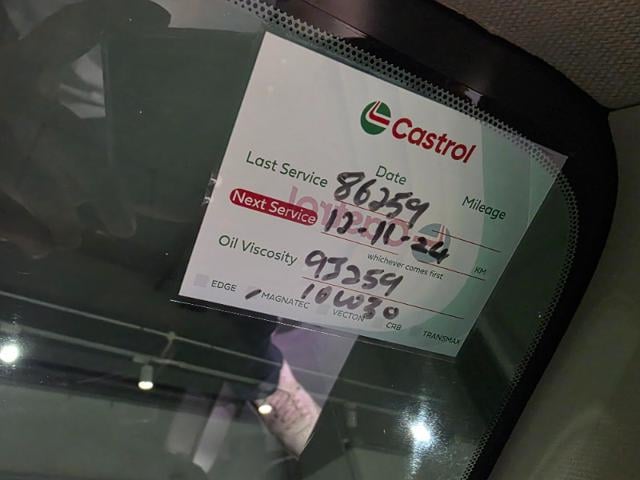 Castrol
Date Mileage
Last Service 86259
Next Service 12-11-24 KM
whichever comes first
Oil Viscosity 93259
10W30
EDGE MAGNATEC VECTON CRB TRANSMAX